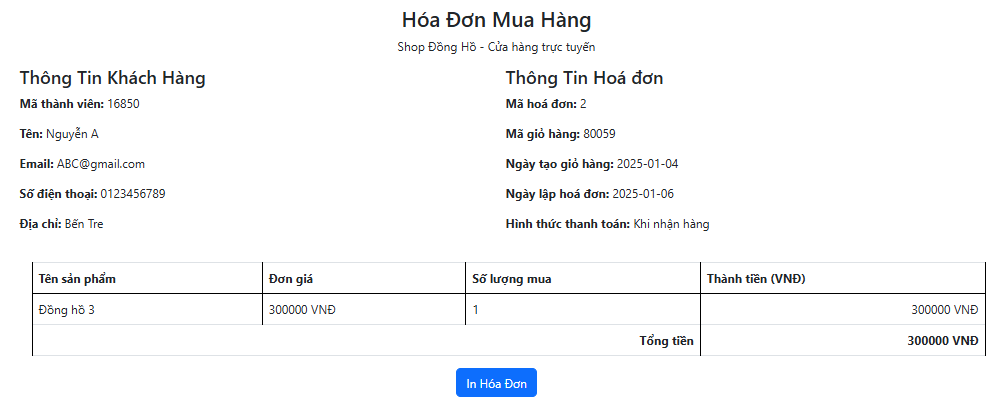 Hóa Đơn Mua Hàng
Shop Đồng Hồ - Cửa hàng trực tuyến
Thông Tin Khách Hàng
Mã thành viên: 16850
Tên: Nguyễn A
Email: ABC@gmail.com
Số điện thoại: 0123456789
Địa chỉ: Bến Tre
Thông Tin Hoá đơn
Mã hoá đơn: 2
Mã giỏ hàng: 80059
Ngày tạo giỏ hàng: 2025-01-04
Ngày lập hoá đơn: 2025-01-06
Hình thức thanh toán: Khi nhận hàng
Tên sản phẩm Đơn giá Số lượng mua Thành tiền (VNĐ)
Đồng hồ 3 300000 VNĐ 1 300000 VNĐ
Tổng tiền 300000 VNĐ
In Hóa Đơn